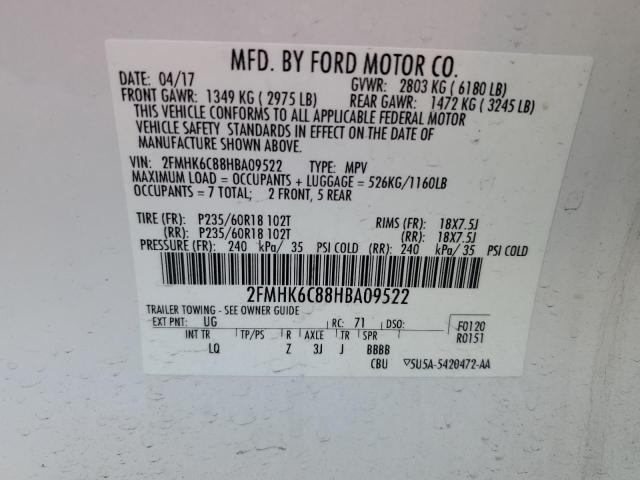 MFD. BY FORD MOTOR CO.
DATE: 04/17 GVWR: 2803 KG ( 6180 LB)
FRONT GAWR: 1349 KG ( 2975 LB) REAR GAWR: 1472 KG ( 3245 LB)
THIS VEHICLE CONFORMS TO ALL APPLICABLE FEDERAL MOTOR
VEHICLE SAFETY STANDARDS IN EFFECT ON THE DATE OF
MANUFACTURE SHOWN ABOVE.
VIN: 2FMHK6C88HBA09522 TYPE: MPV
MAXIMUM LOAD = OCCUPANTS + LUGGAGE = 526KG/1160LB
OCCUPANTS = 7 TOTAL; 2 FRONT, 5 REAR
TIRE (FR): P235/60R18 102T RIMS (FR): 18X7.5J
(RR): P235/60R18 102T (RR): 18X7.5J
PRESSURE (FR): 240 kPa/ 35 PSI COLD (RR): 240 kPa/ 35 PSI COLD
2FMHK6C88HBA09522
TRAILER TOWING - SEE OWNER GUIDE
EXT PNT: UG RC: 71 DSO: F0120
INT TR TP/PS R AXLE TR SPR R0151
LQ Z 3J J BBBB
CBU ▽5U5A-5420472-AA